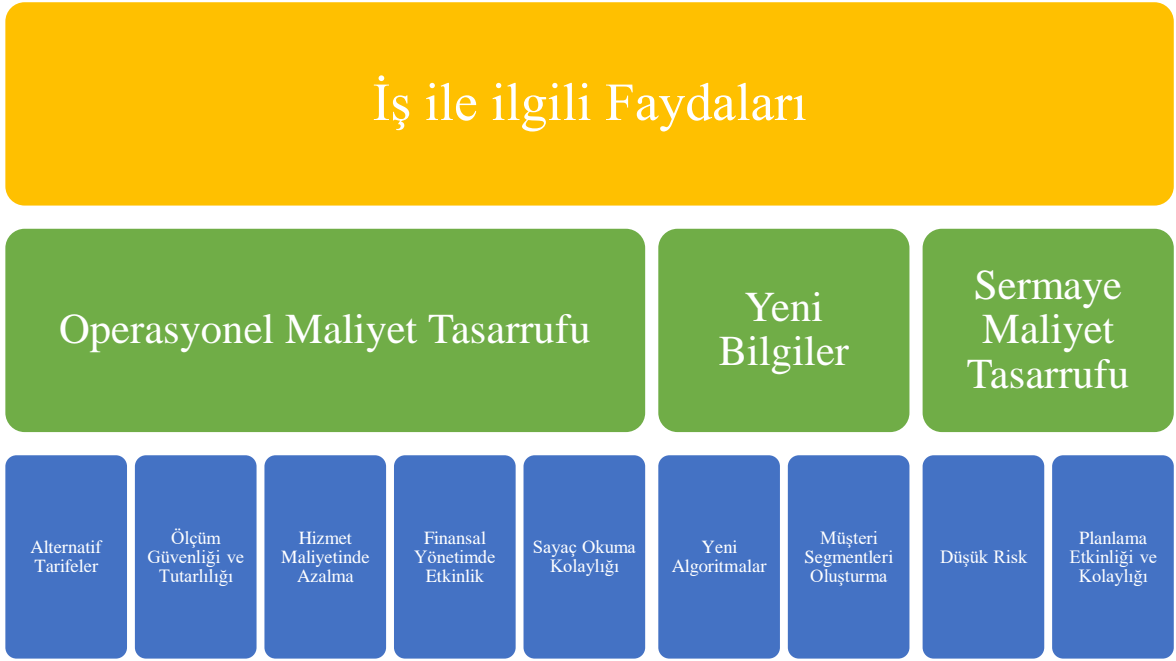 İş ile ilgili Faydaları
Operasyonel Maliyet Tasarrufu
Yeni
Bilgiler
Sermaye
Maliyet
Tasarrufu
Alternatif
Tarifeler
Ölçüm
Güvenliği ve
Tutarlılığı
Hizmet
Maliyetinde
Azalma
Finansal
Yönetimde
Etkinlik
Sayaç Okuma
Kolaylığı
Yeni
Algoritmalar
Müşteri
Segmentleri
Oluşturma
Düşük Risk
Planlama
Etkinliği ve
Kolaylığı